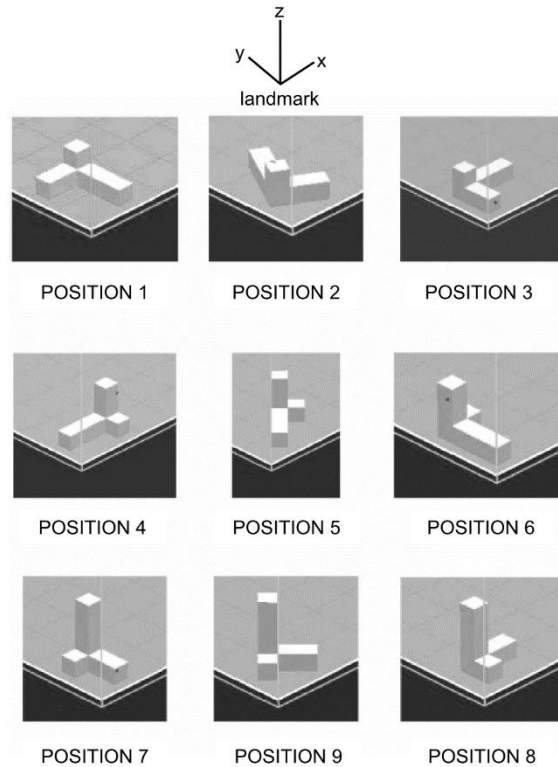 z
y
x
landmark
POSITION 1
POSITION 2
POSITION 3
POSITION 4
POSITION 5
POSITION 6
POSITION 7
POSITION 9
POSITION 8